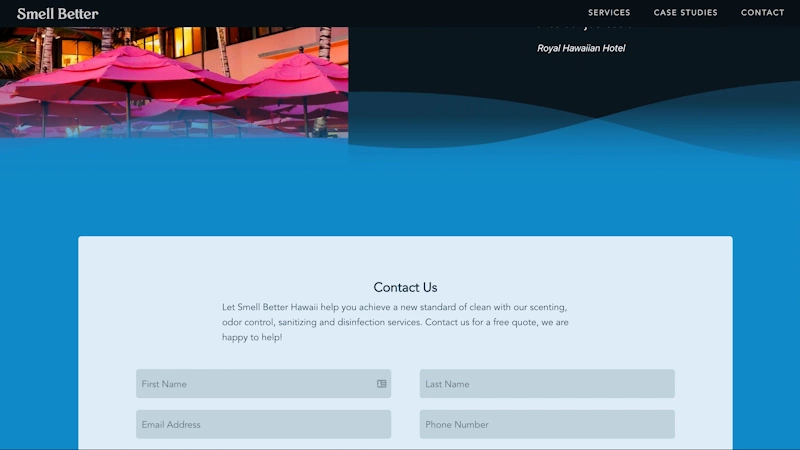 Smell Better
SERVICES CASE STUDIES CONTACT
Royal Hawaiian Hotel
Contact Us
Let Smell Better Hawaii help you achieve a new standard of clean with our scenting,
odor control, sanitizing and disinfection services. Contact us for a free quote, we are
happy to help!
First Name
Last Name
Email Address
Phone Number